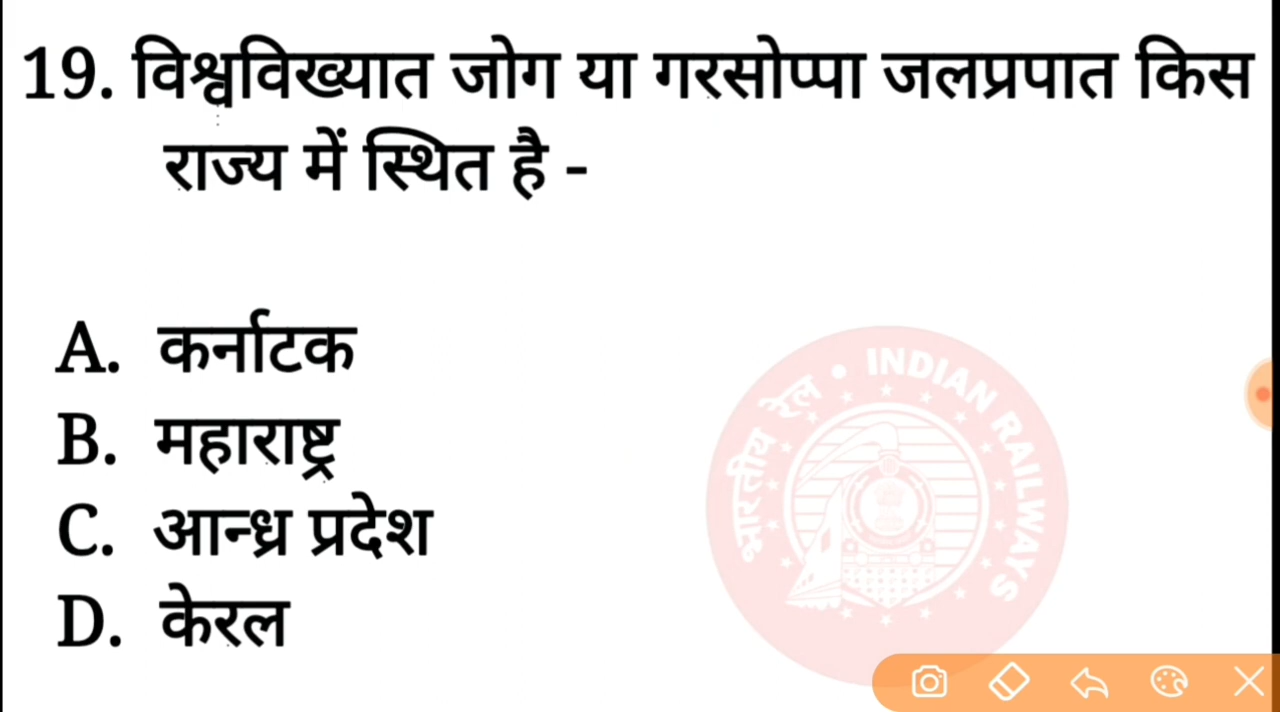 19. विश्वविख्यात जोग या गरसोप्पा जलप्रपात किस
राज्य में स्थित है -
A. कर्नाटक
B. महाराष्ट्र
C. आन्ध्र प्रदेश
D. केरल
भारतीय रेल • INDIAN RAILWAYS